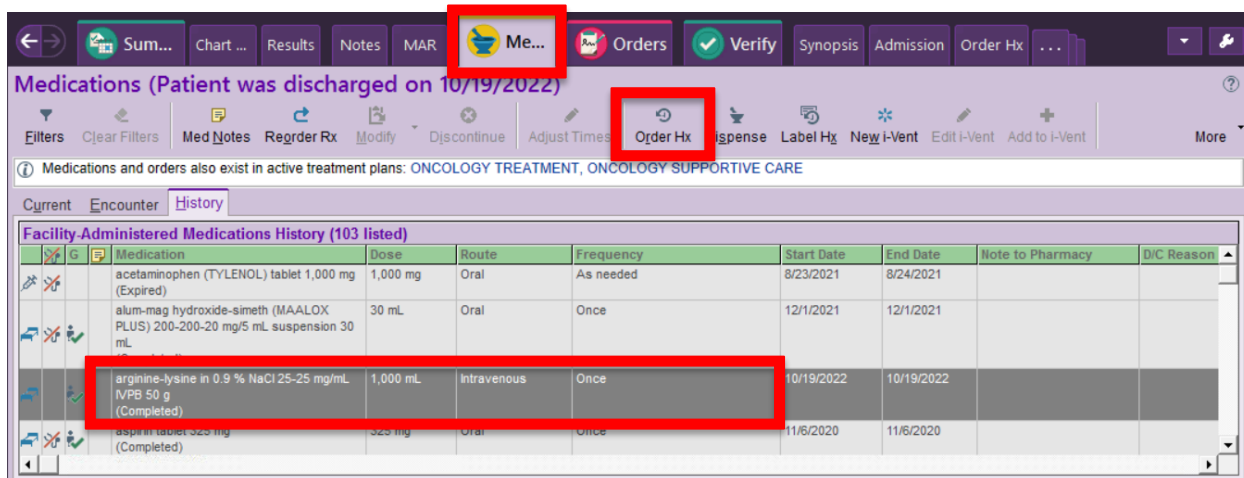 Sum... Chart ... Results Notes MAR Me... Orders Verify Synopsis Admission Order Hx ...
Medications (Patient was discharged on 10/19/2022)
Filters Clear Filters Med Notes Reorder Rx Modify Discontinue Adjust Times Order Hx Dispense Label Hx New i-Vent Edit i-Vent Add to i-Vent More
Medications and orders also exist in active treatment plans: ONCOLOGY TREATMENT, ONCOLOGY SUPPORTIVE CARE
Current Encounter History
Facility-Administered Medications History (103 listed)
G Medication Dose Route Frequency Start Date End Date Note to Pharmacy D/C Reason
acetaminophen (TYLENOL) tablet 1,000 mg 1,000 mg Oral As needed 8/23/2021 8/24/2021
(Expired)
alum-mag hydroxide-simeth (MAALOX 30 mL Oral Once 12/1/2021 12/1/2021
PLUS) 200-200-20 mg/5 mL suspension 30
mL
arginine-lysine in 0.9 % NaCl 25-25 mg/mL 1,000 mL Intravenous Once 10/19/2022 10/19/2022
IVPB 50 g
(Completed)
aspirin tablet 325 mg 325 mg Oral Once 11/6/2020 11/6/2020
(Completed)